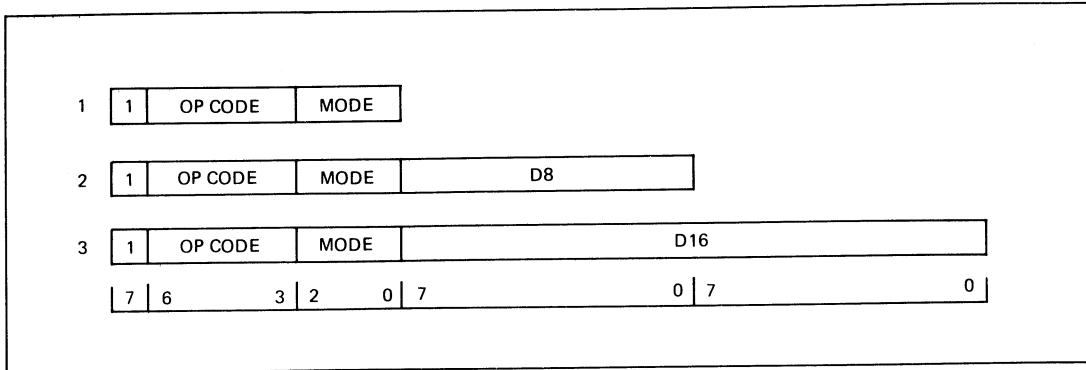 1 1 OP CODE MODE
2 1 OP CODE MODE D8
3 1 OP CODE MODE D16
7 6 3 2 0 7 0 7 0